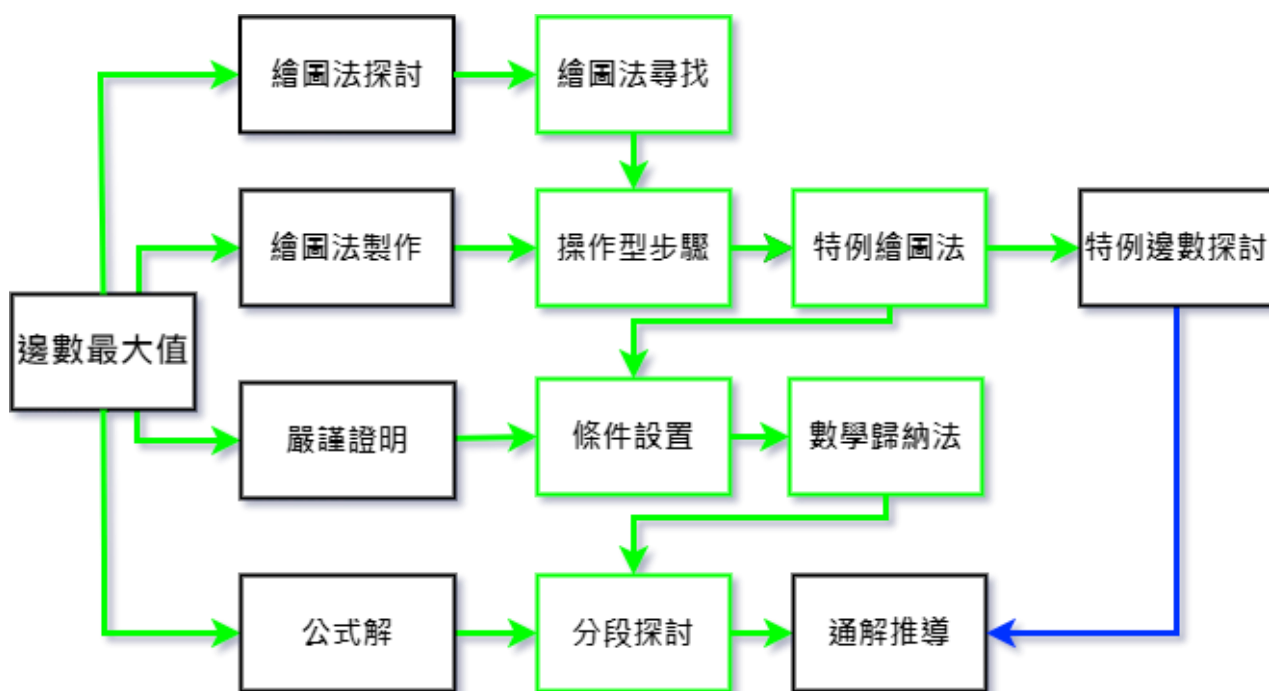 繪圖法探討
繪圖法尋找
繪圖法製作
操作型步驟
特例繪圖法
特例邊數探討
邊數最大值
嚴謹證明
條件設置
數學歸納法
公式解
分段探討
通解推導